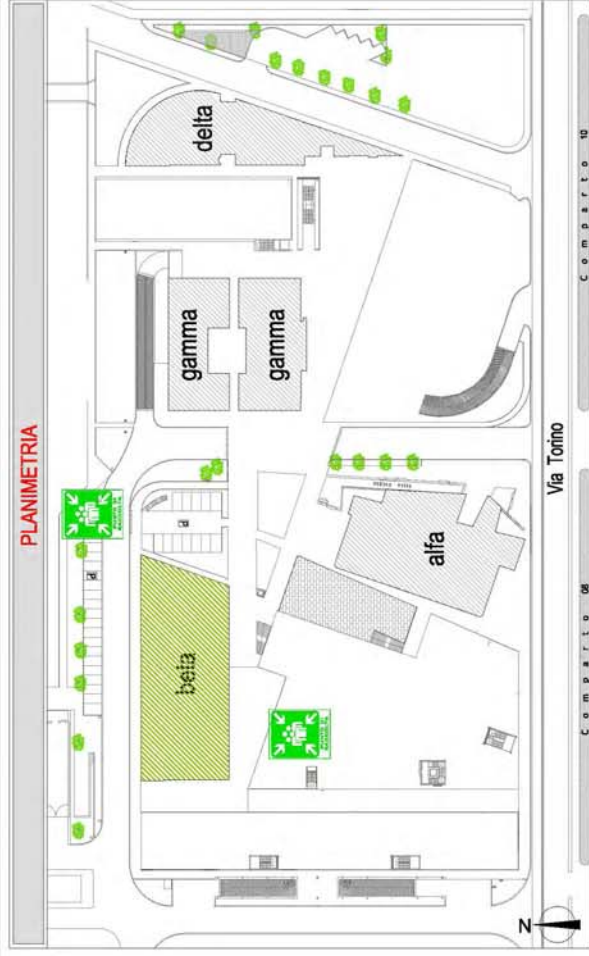 PLANIMETRIA
delta
gamma
gamma
P
P
beta
alfa
Via Torino
Comparto 10
Comparto 08
N